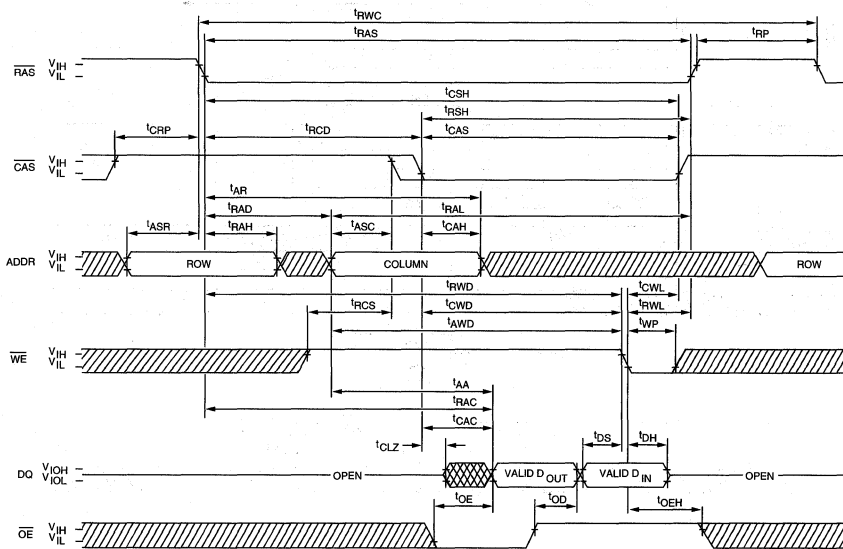 tRWC
tRAS tRP
RAS VIH VIL
tCSH
tRSH
tCRP tRCD tCAS
CAS VIH VIL
tAR
tRAD tRAL
tASR tRAH tASC tCAH
ADDR VIH VIL ROW COLUMN ROW
tRWD tCWL
tRCS tCWD tRWL
tAWD tWP
WE VIH VIL
tAA
tRAC
tCAC
tCLZ tDS tDH
DQ VIOH VIOL OPEN VALID DOUT VALID DIN OPEN
tOE tOD tOEH
OE VIH VIL